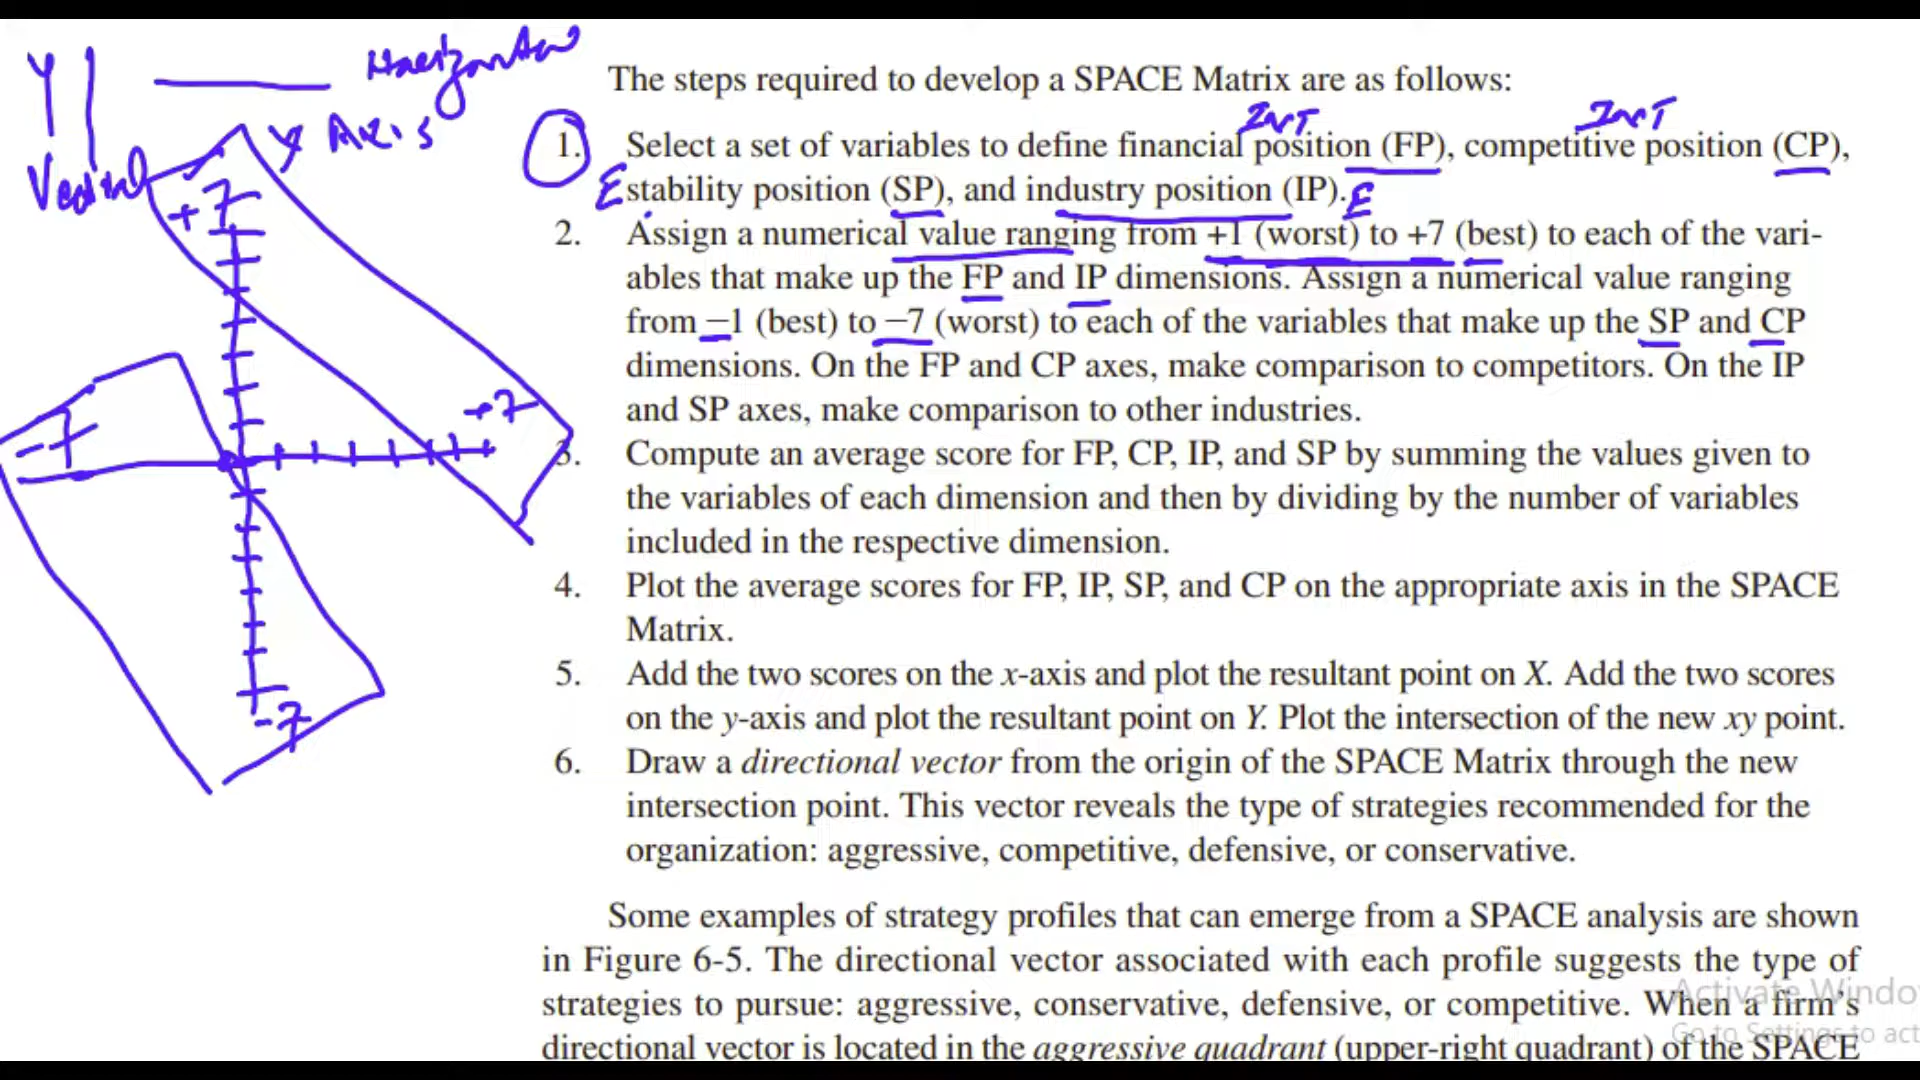 Y
Horizontal
X Axis
Vertical
+7
+7
-7
-7
The steps required to develop a SPACE Matrix are as follows:
Int
Int
1. Select a set of variables to define financial position (FP), competitive position (CP),
E stability position (SP), and industry position (IP). E
2. Assign a numerical value ranging from +1 (worst) to +7 (best) to each of the vari-
ables that make up the FP and IP dimensions. Assign a numerical value ranging
from −1 (best) to −7 (worst) to each of the variables that make up the SP and CP
dimensions. On the FP and CP axes, make comparison to competitors. On the IP
and SP axes, make comparison to other industries.
3. Compute an average score for FP, CP, IP, and SP by summing the values given to
the variables of each dimension and then by dividing by the number of variables
included in the respective dimension.
4. Plot the average scores for FP, IP, SP, and CP on the appropriate axis in the SPACE
Matrix.
5. Add the two scores on the x-axis and plot the resultant point on X. Add the two scores
on the y-axis and plot the resultant point on Y. Plot the intersection of the new xy point.
6. Draw a directional vector from the origin of the SPACE Matrix through the new
intersection point. This vector reveals the type of strategies recommended for the
organization: aggressive, competitive, defensive, or conservative.
Some examples of strategy profiles that can emerge from a SPACE analysis are shown
in Figure 6-5. The directional vector associated with each profile suggests the type of
strategies to pursue: aggressive, conservative, defensive, or competitive. When a firm's
directional vector is located in the aggressive quadrant (upper-right quadrant) of the SPACE
Activate Windo
Go to Settings to act